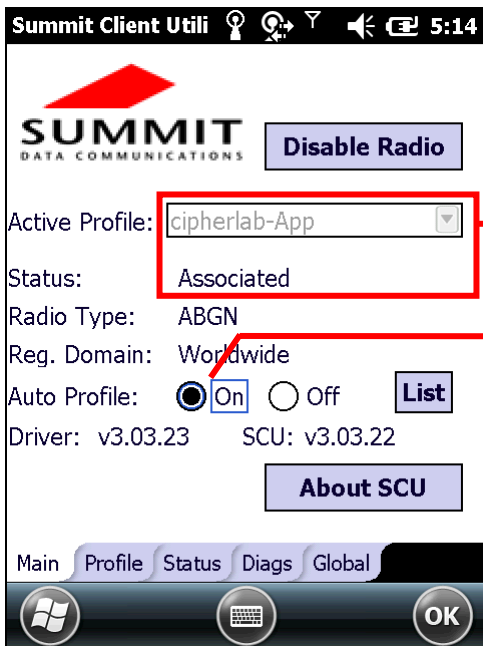 Summit Client Utili 5:14
SUMMIT
DATA COMMUNICATIONS
Disable Radio
Active Profile: cipherlab-App
Status: Associated
Radio Type: ABGN
Reg. Domain: Worldwide
Auto Profile: On Off List
Driver: v3.03.23 SCU: v3.03.22
About SCU
Main Profile Status Diags Global
OK